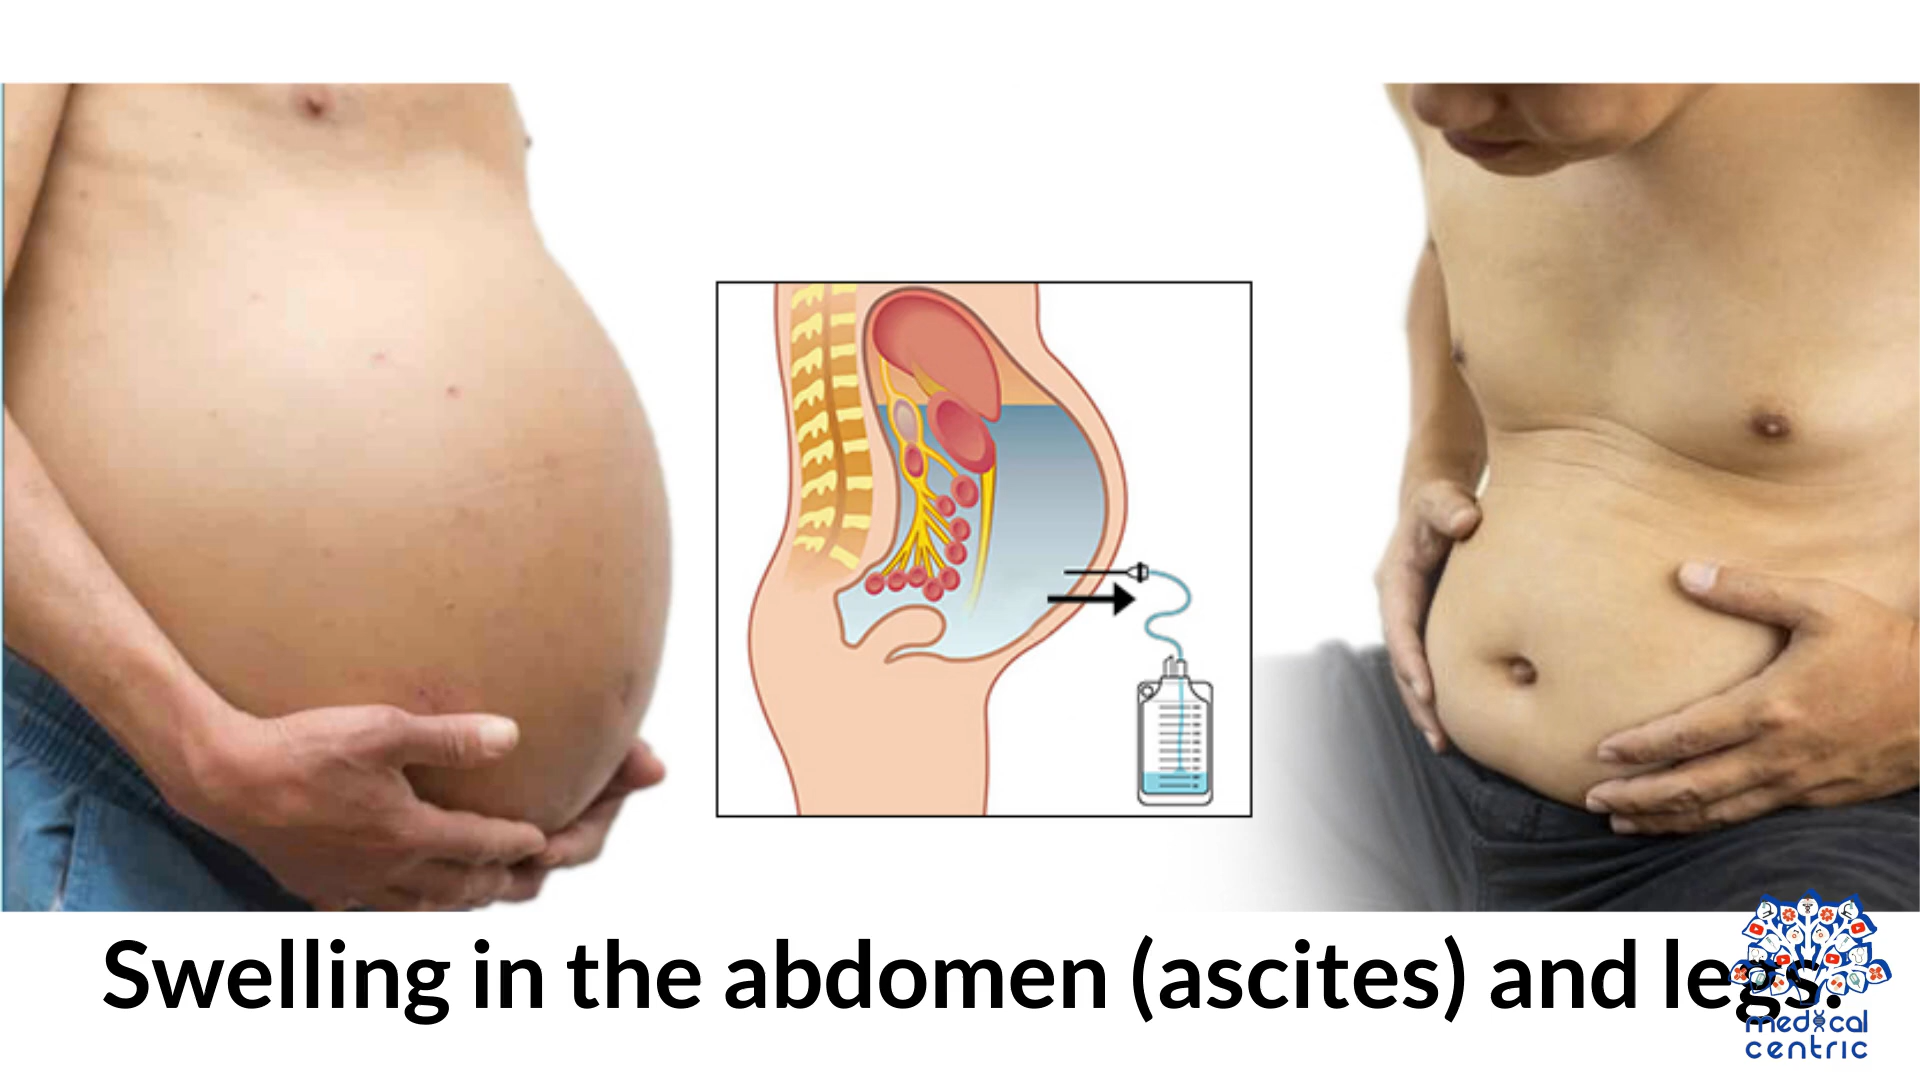 Swelling in the abdomen (ascites) and legs.
medical
centric